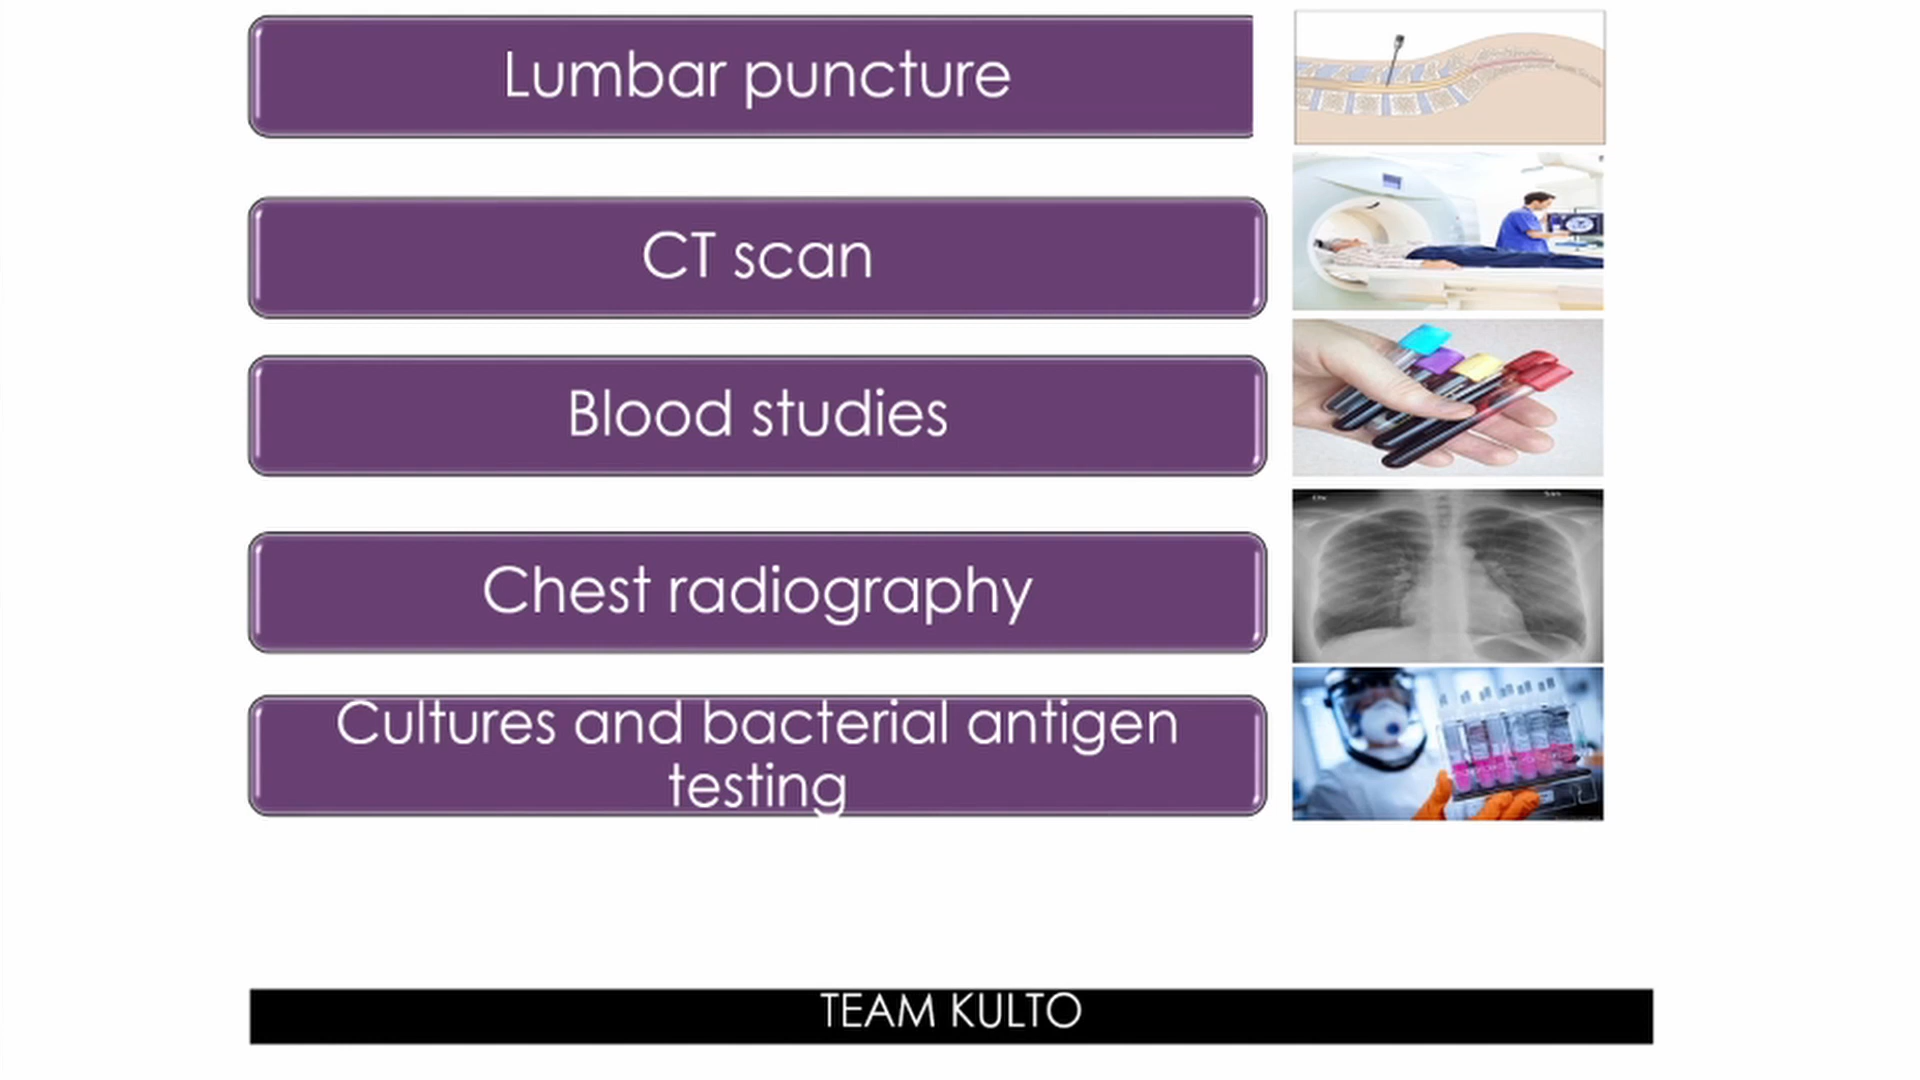 Lumbar puncture
CT scan
Blood studies
Chest radiography
Cultures and bacterial antigen
testing
TEAM KULTO